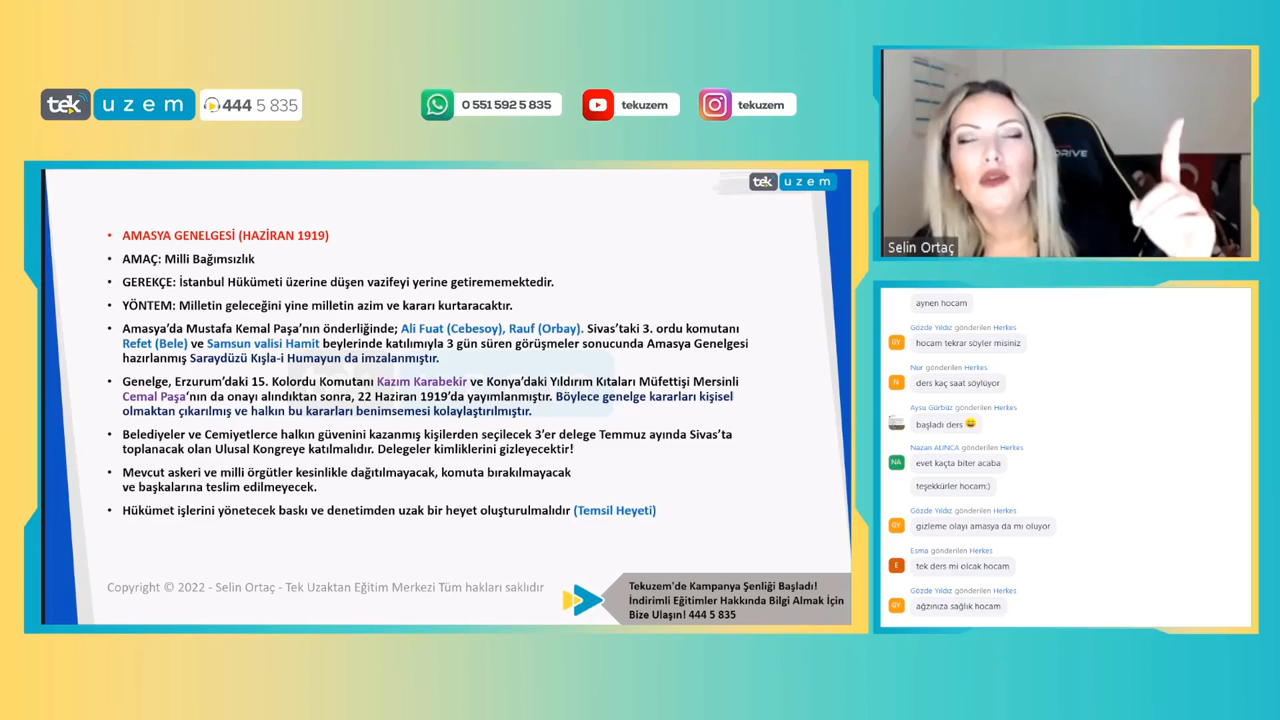 tek uzem 444 5 835
0 551 592 5 835
tekuzem
tekuzem
tek uzem
• AMASYA GENELGESİ (HAZİRAN 1919)
• AMAÇ: Milli Bağımsızlık
• GEREKÇE: İstanbul Hükümeti üzerine düşen vazifeyi yerine getirememektedir.
• YÖNTEM: Milletin geleceğini yine milletin azim ve kararı kurtaracaktır.
• Amasya’da Mustafa Kemal Paşa’nın önderliğinde; Ali Fuat (Cebesoy), Rauf (Orbay). Sivas’taki 3. ordu komutanı
Refet (Bele) ve Samsun valisi Hamit beylerinde katılımıyla 3 gün süren görüşmeler sonucunda Amasya Genelgesi
hazırlanmış Saraydüzü Kışla-i Humayun da imzalanmıştır.
• Genelge, Erzurum’daki 15. Kolordu Komutanı Kazım Karabekir ve Konya’daki Yıldırım Kıtaları Müfettişi Mersinli
Cemal Paşa‘nın da onayı alındıktan sonra, 22 Haziran 1919’da yayımlanmıştır. Böylece genelge kararları kişisel
olmaktan çıkarılmış ve halkın bu kararları benimsemesi kolaylaştırılmıştır.
• Belediyeler ve Cemiyetlerce halkın güvenini kazanmış kişilerden seçilecek 3’er delege Temmuz ayında Sivas’ta
toplanacak olan Ulusal Kongreye katılmalıdır. Delegeler kimliklerini gizleyecektir!
• Mevcut askeri ve milli örgütler kesinlikle dağıtılmayacak, komuta bırakılmayacak
ve başkalarına teslim edilmeyecek.
• Hükümet işlerini yönetecek baskı ve denetimden uzak bir heyet oluşturulmalıdır (Temsil Heyeti)
Copyright © 2022 - Selin Ortaç - Tek Uzaktan Eğitim Merkezi Tüm hakları saklıdır
Tekuzem'de Kampanya Şenliği Başladı!
İndirimli Eğitimler Hakkında Bilgi Almak İçin
Bize Ulaşın! 444 5 835
DRIVE
Selin Ortaç
aynen hocam
Gözde Yıldız gönderilen Herkes
GY hocam tekrar söyler misiniz
Nur gönderilen Herkes
N ders kaç saat söylüyor
Aysu Gürbüz gönderilen Herkes
başladı ders 😄
Nazan ALINCA gönderilen Herkes
NA evet kaçta biter acaba
teşekkürler hocam:)
Gözde Yıldız gönderilen Herkes
GY gizleme olayı amasya da mı oluyor
Esma gönderilen Herkes
E tek ders mi olcak hocam
Gözde Yıldız gönderilen Herkes
GY ağzınıza sağlık hocam